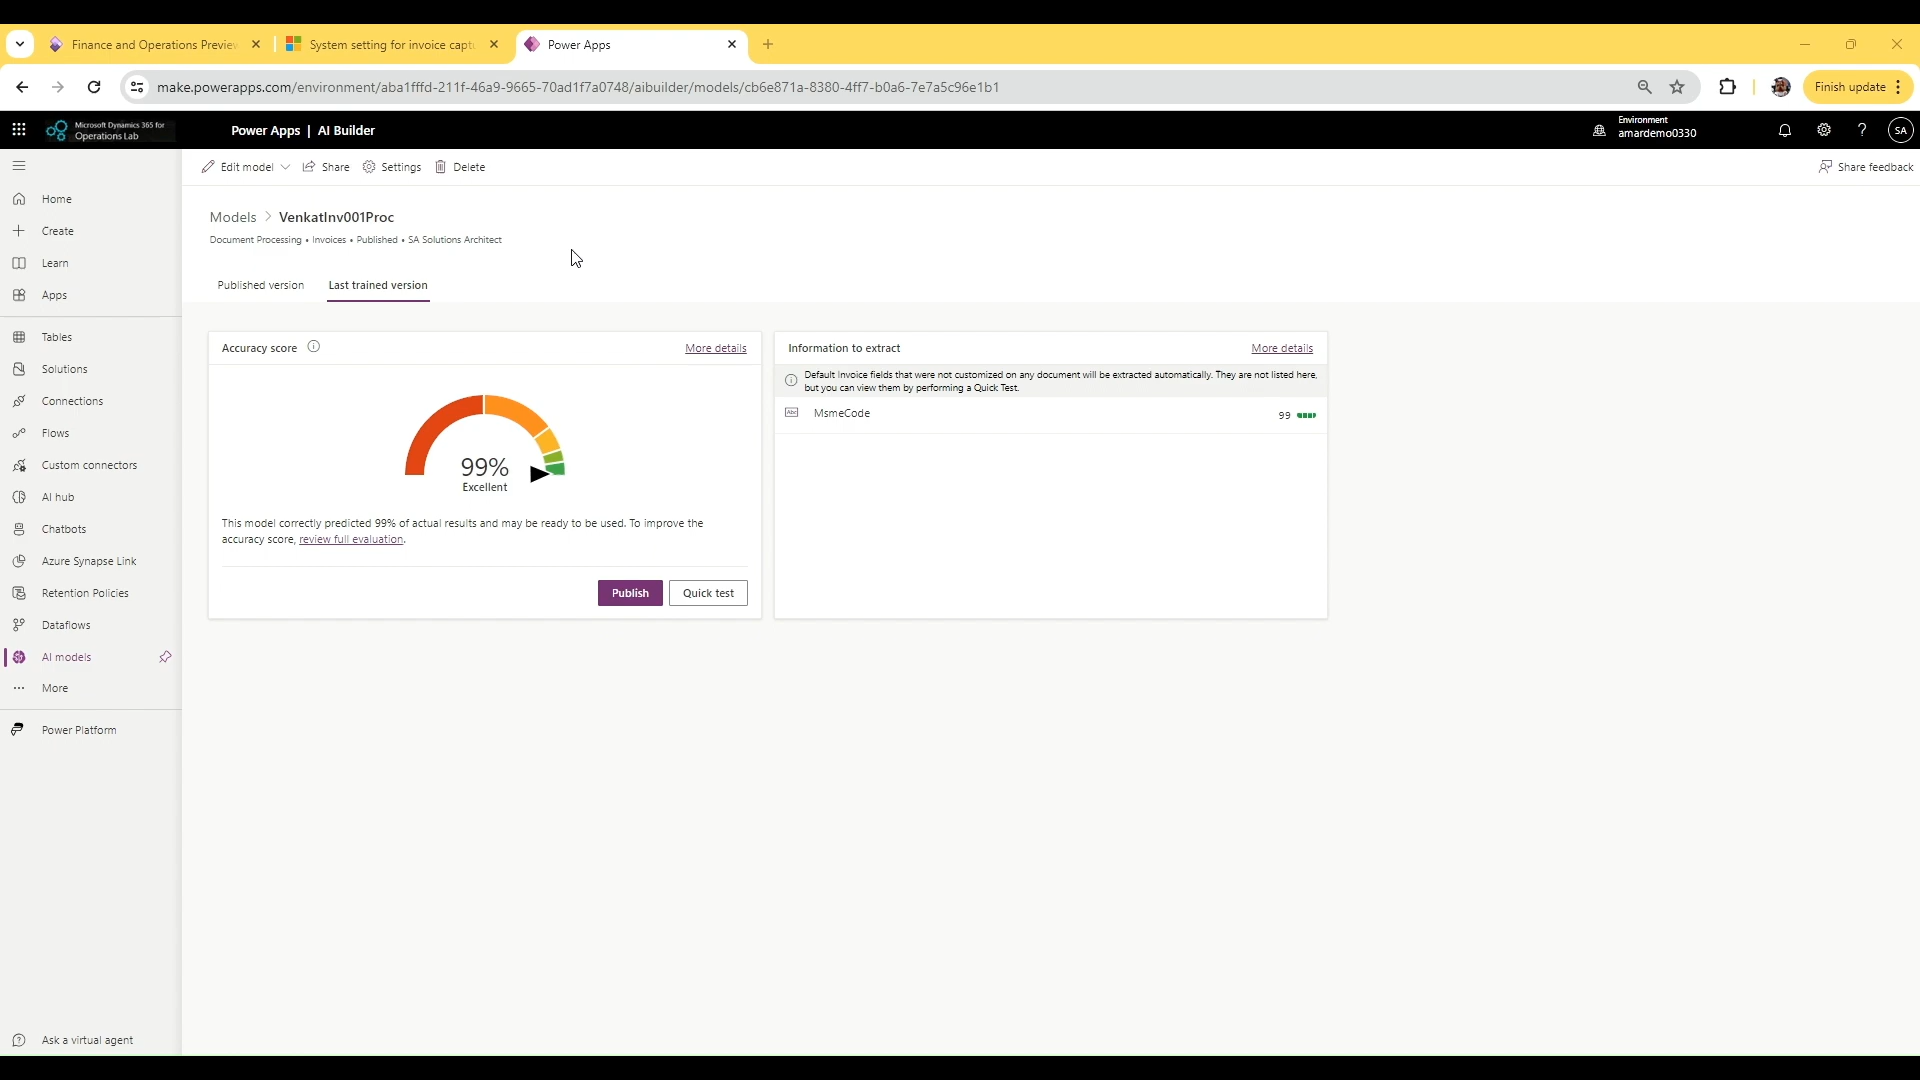 Finance and Operations Preview
System setting for invoice captu
Power Apps
make.powerapps.com/environment/aba1fffd-211f-46a9-9665-70ad1f7a0748/aibuilder/models/cb6e871a-8380-4ff7-b0a6-7e7a5c96e1b1
Finish update
Microsoft Dynamics 365 for
Operations Lab
Power Apps | AI Builder
Environment
amardemo0330
SA
Edit model
Share
Settings
Delete
Share feedback
Home
Create
Learn
Apps
Tables
Solutions
Connections
Flows
Custom connectors
AI hub
Chatbots
Azure Synapse Link
Retention Policies
Dataflows
AI models
More
Power Platform
Ask a virtual agent
Models > VenkatInv001Proc
Document Processing • Invoices • Published • SA Solutions Architect
Published version
Last trained version
Accuracy score
More details
99%
Excellent
This model correctly predicted 99% of actual results and may be ready to be used. To improve the
accuracy score, review full evaluation.
Publish
Quick test
Information to extract
More details
Default Invoice fields that were not customized on any document will be extracted automatically. They are not listed here,
but you can view them by performing a Quick Test.
Abc
MsmeCode
99